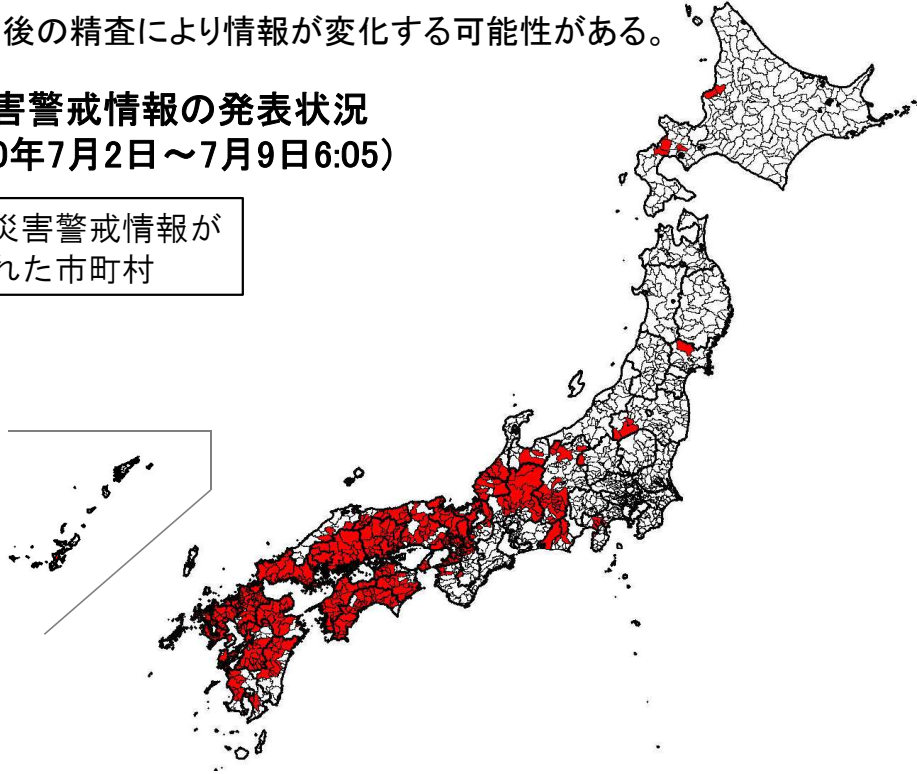 後の精査により情報が変化する可能性がある。
害警戒情報の発表状況
0年7月2日～7月9日6:05)
災害警戒情報が
れた市町村